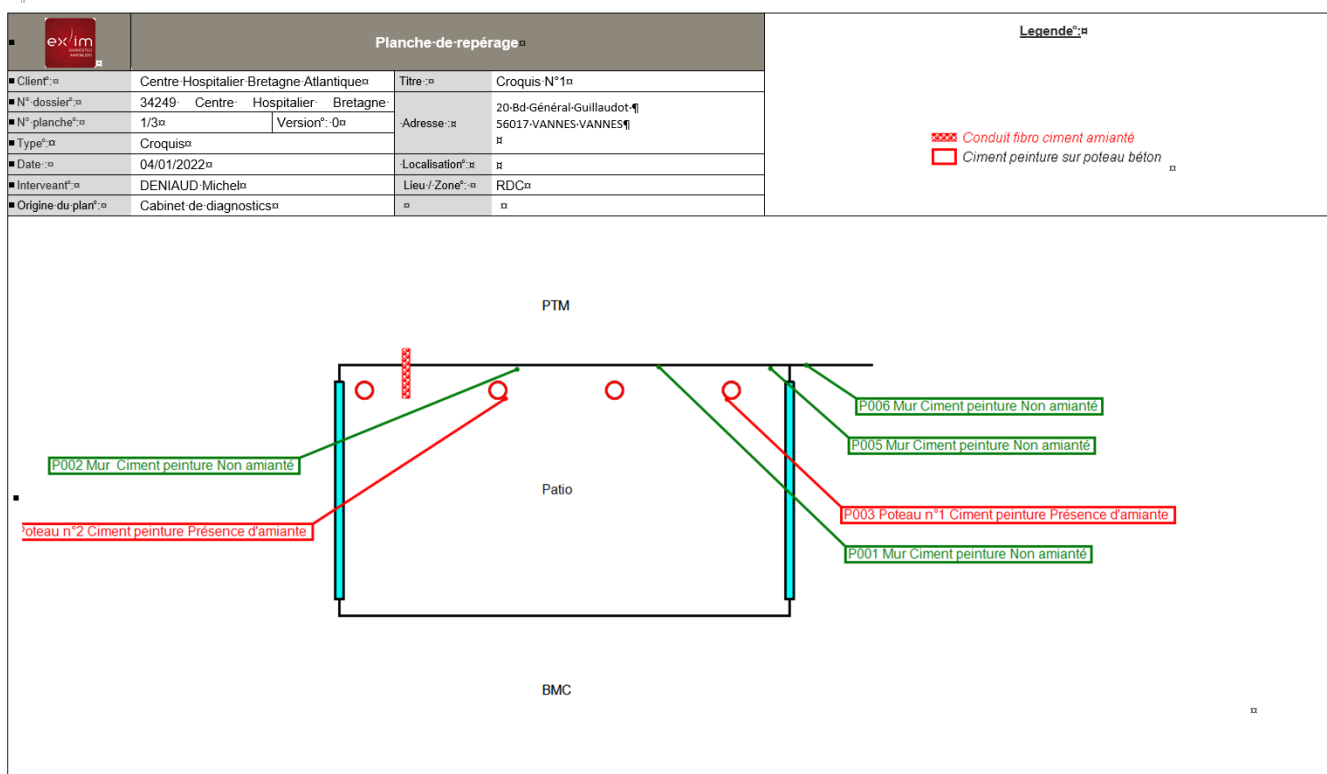 ex'im
DIAGNOSTICS
IMMOBILIERS
Planche·de·repérage¤
Legende°:¤
Client°:¤ Centre·Hospitalier·Bretagne·Atlantique¤ Titre·:¤ Croquis·N°1¤
N°·dossier°:¤ 34249· Centre· Hospitalier· Bretagne·
·Adresse·:¤ 20·Bd·Général·Guillaudot·¶
56017·VANNES·VANNES¶
¤
N°·planche°:¤ 1/3¤ Version°:·0¤
Type°:¤ Croquis¤
Date·:¤ 04/01/2022¤ ·Localisation°:¤ ¤
Interveant°:¤ DENIAUD·Michel¤ Lieu·/·Zone°:·¤ RDC¤
Origine·du·plan°:¤ Cabinet·de·diagnostics¤ ¤ ¤
Conduit fibro ciment amianté
Ciment peinture sur poteau béton ¤
PTM
P006 Mur Ciment peinture Non amianté
P005 Mur Ciment peinture Non amianté
P002 Mur Ciment peinture Non amianté
Patio
P003 Poteau n°1 Ciment peinture Présence d'amiante
Poteau n°2 Ciment peinture Présence d'amiante
P001 Mur Ciment peinture Non amianté
BMC
¤